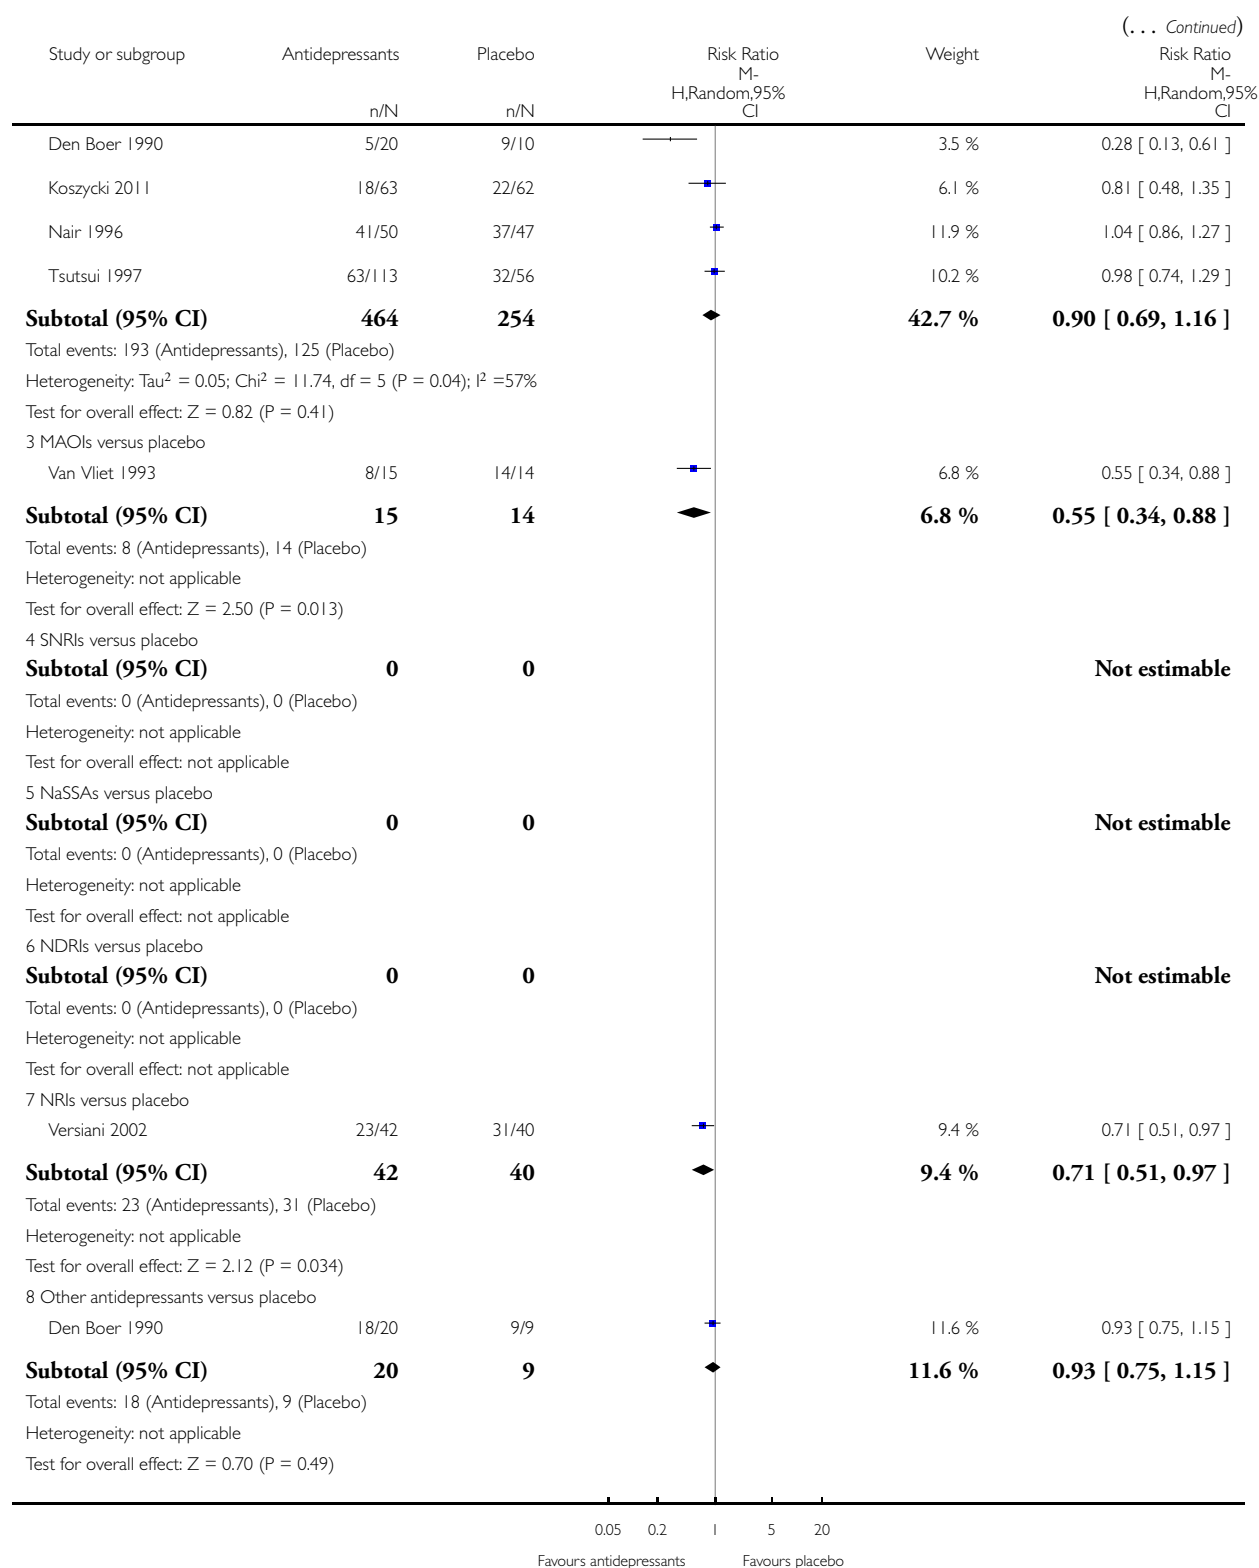 (... Continued)
Study or subgroup Antidepressants Placebo Risk Ratio Weight Risk Ratio
M- M-
H,Random,95% H,Random,95%
n/N n/N CI CI
Den Boer 1990 5/20 9/10 3.5 % 0.28 [ 0.13, 0.61 ]
Koszycki 2011 18/63 22/62 6.1 % 0.81 [ 0.48, 1.35 ]
Nair 1996 41/50 37/47 11.9 % 1.04 [ 0.86, 1.27 ]
Tsutsui 1997 63/113 32/56 10.2 % 0.98 [ 0.74, 1.29 ]
Subtotal (95% CI) 464 254 42.7 % 0.90 [ 0.69, 1.16 ]
Total events: 193 (Antidepressants), 125 (Placebo)
Heterogeneity: Tau² = 0.05; Chi² = 11.74, df = 5 (P = 0.04); I² =57%
Test for overall effect: Z = 0.82 (P = 0.41)
3 MAOIs versus placebo
Van Vliet 1993 8/15 14/14 6.8 % 0.55 [ 0.34, 0.88 ]
Subtotal (95% CI) 15 14 6.8 % 0.55 [ 0.34, 0.88 ]
Total events: 8 (Antidepressants), 14 (Placebo)
Heterogeneity: not applicable
Test for overall effect: Z = 2.50 (P = 0.013)
4 SNRIs versus placebo
Subtotal (95% CI) 0 0 Not estimable
Total events: 0 (Antidepressants), 0 (Placebo)
Heterogeneity: not applicable
Test for overall effect: not applicable
5 NaSSAs versus placebo
Subtotal (95% CI) 0 0 Not estimable
Total events: 0 (Antidepressants), 0 (Placebo)
Heterogeneity: not applicable
Test for overall effect: not applicable
6 NDRIs versus placebo
Subtotal (95% CI) 0 0 Not estimable
Total events: 0 (Antidepressants), 0 (Placebo)
Heterogeneity: not applicable
Test for overall effect: not applicable
7 NRIs versus placebo
Versiani 2002 23/42 31/40 9.4 % 0.71 [ 0.51, 0.97 ]
Subtotal (95% CI) 42 40 9.4 % 0.71 [ 0.51, 0.97 ]
Total events: 23 (Antidepressants), 31 (Placebo)
Heterogeneity: not applicable
Test for overall effect: Z = 2.12 (P = 0.034)
8 Other antidepressants versus placebo
Den Boer 1990 18/20 9/9 11.6 % 0.93 [ 0.75, 1.15 ]
Subtotal (95% CI) 20 9 11.6 % 0.93 [ 0.75, 1.15 ]
Total events: 18 (Antidepressants), 9 (Placebo)
Heterogeneity: not applicable
Test for overall effect: Z = 0.70 (P = 0.49)
0.05 0.2 1 5 20
Favours antidepressants Favours placebo